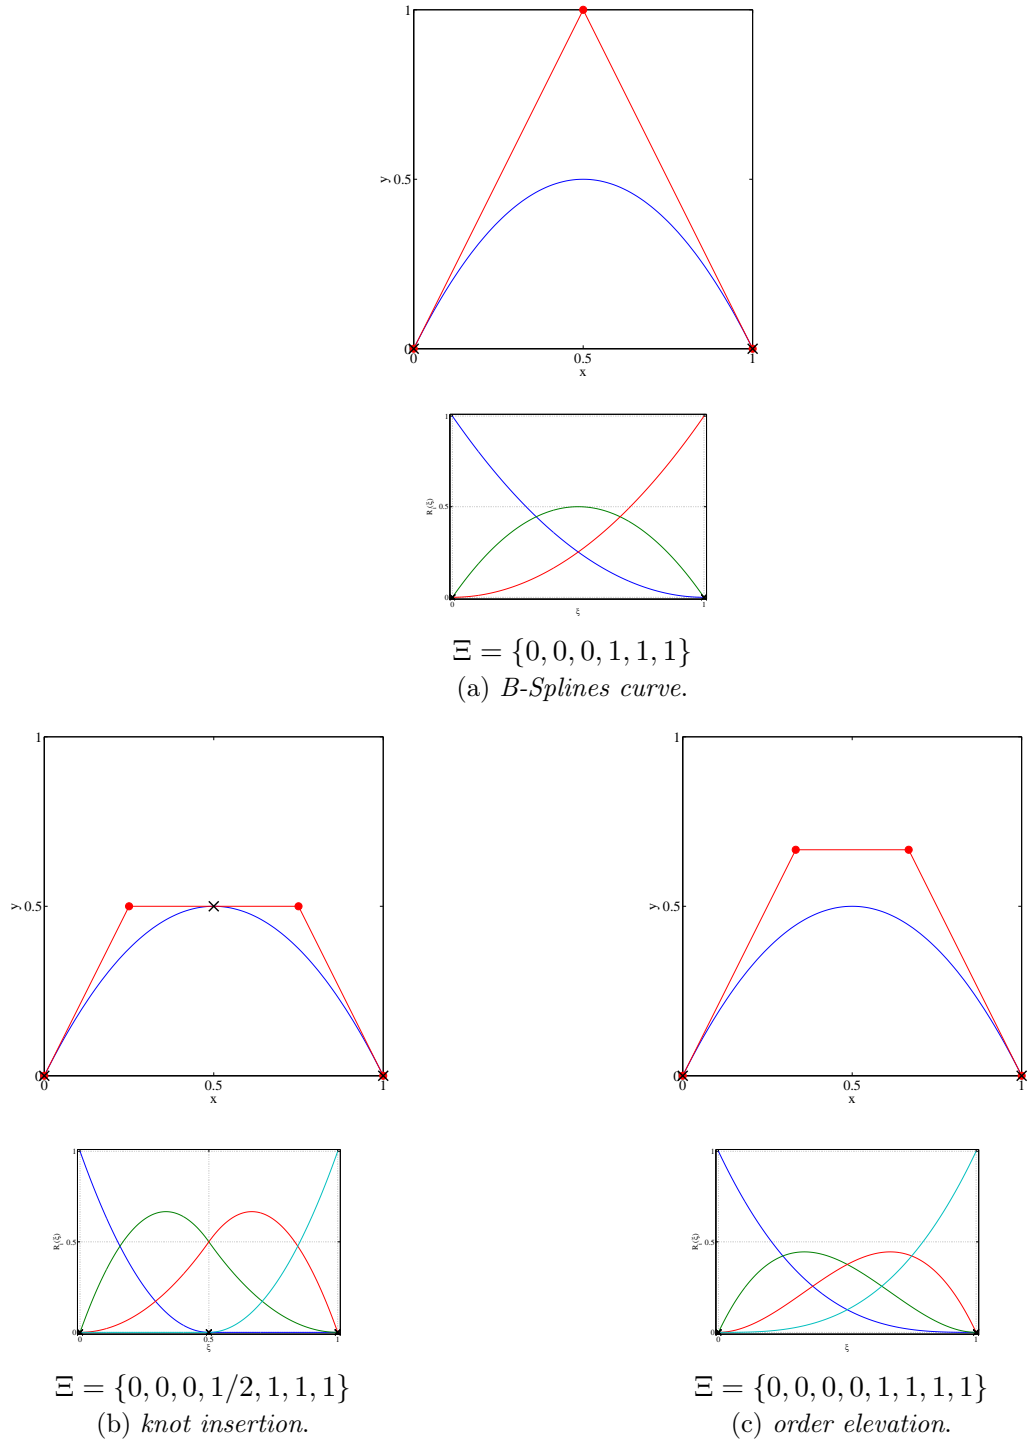 1
y 0.5
0
0 0.5 1
x
1
R_i(ξ) 0.5
0
0 1
ξ
Ξ = {0, 0, 0, 1, 1, 1}
(a) B-Splines curve.
1
y 0.5
0
0 0.5 1
x
1
R_i(ξ) 0.5
0
0 0.5 1
ξ
Ξ = {0, 0, 0, 1/2, 1, 1, 1}
(b) knot insertion.
1
y 0.5
0
0 0.5 1
x
1
R_i(ξ) 0.5
0
0 1
ξ
Ξ = {0, 0, 0, 0, 1, 1, 1, 1}
(c) order elevation.